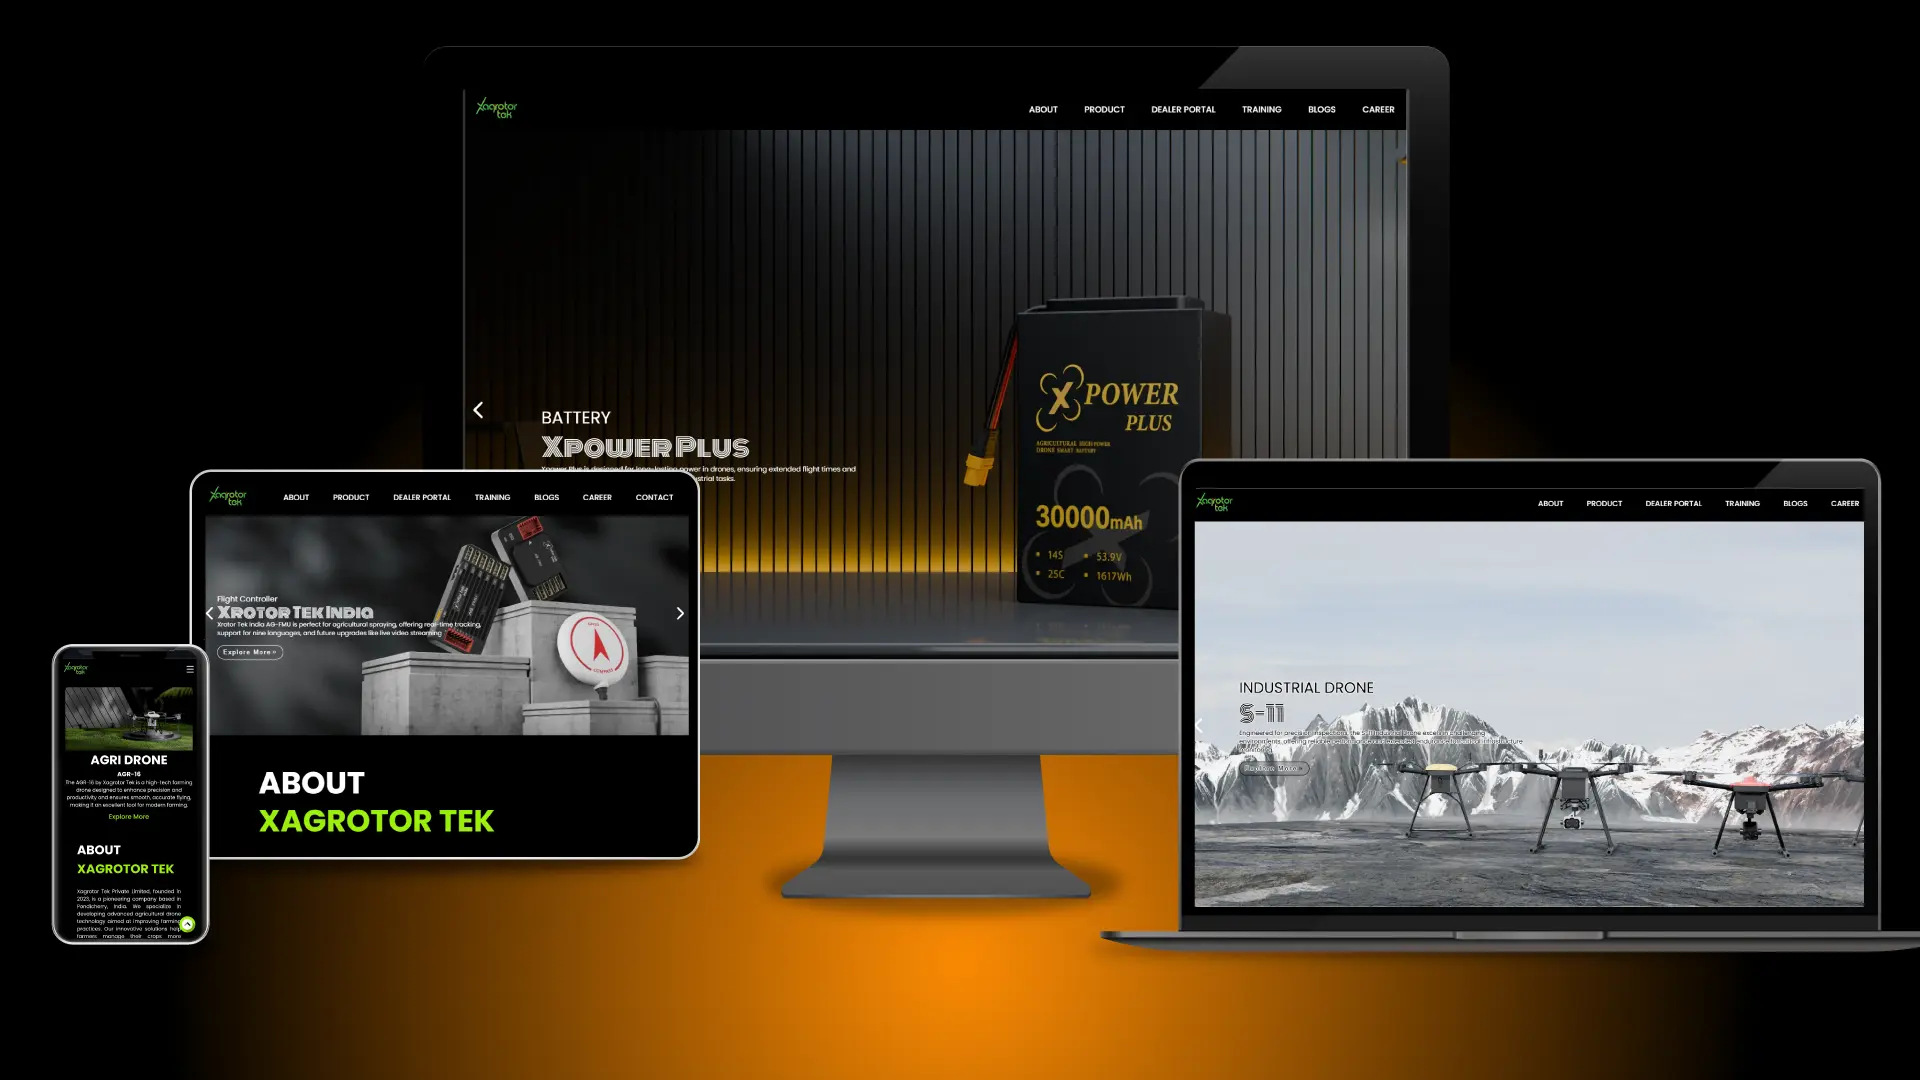 Xagrotor
tek
ABOUT PRODUCT DEALER PORTAL TRAINING BLOGS CAREER
BATTERY
XPOWER PLUS
Xpower Plus is designed for long-lasting power in drones, ensuring extended flight times and
ustrial tasks.
X POWER
PLUS
AGRICULTURAL HIGH POWER
DRONE SMART BATTERY
30000mAh
14S 53.9V
25C 1617Wh
Xagrotor
tek
ABOUT PRODUCT DEALER PORTAL TRAINING BLOGS CAREER CONTACT
Flight Controller
XROTOR TEK INDIA
Xrotor Tek India AG-FMU is perfect for agricultural spraying, offering real-time tracking,
support for nine languages, and future upgrades like live video streaming
Explore More »
ABOUT
XAGROTOR TEK
Xagrotor
tek
AGRI DRONE
AGR-16
The AGR-16 by Xagrotor Tek is a high-tech farming
drone designed to enhance precision and
productivity and ensures smooth, accurate flying,
making it an excellent tool for modern farming.
Explore More
ABOUT
XAGROTOR TEK
Xagrotor Tek Private Limited, founded in
2023, is a pioneering company based in
Pondicherry, India. We specialize in
developing advanced agricultural drone
technology aimed at improving farming
practices. Our innovative solutions help
farmers manage their crops more
Xagrotor
tek
ABOUT PRODUCT DEALER PORTAL TRAINING BLOGS CAREER
INDUSTRIAL DRONE
S-11
Engineered for precision inspections, the S-11 Industrial Drone excels in challenging
environments, offering reliable performance and extended
Explore More »